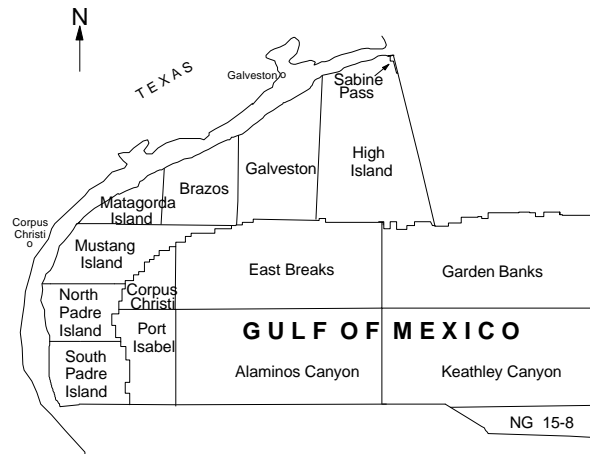 N
TEXAS
Galveston
Sabine
Pass
Galveston
High
Island
Brazos
Matagorda
Island
Corpus
Christi
Mustang
Island
East Breaks
Garden Banks
North
Padre
Island
Corpus
Christi
Port
Isabel
GULF OF MEXICO
South
Padre
Island
Alaminos Canyon
Keathley Canyon
NG 15-8